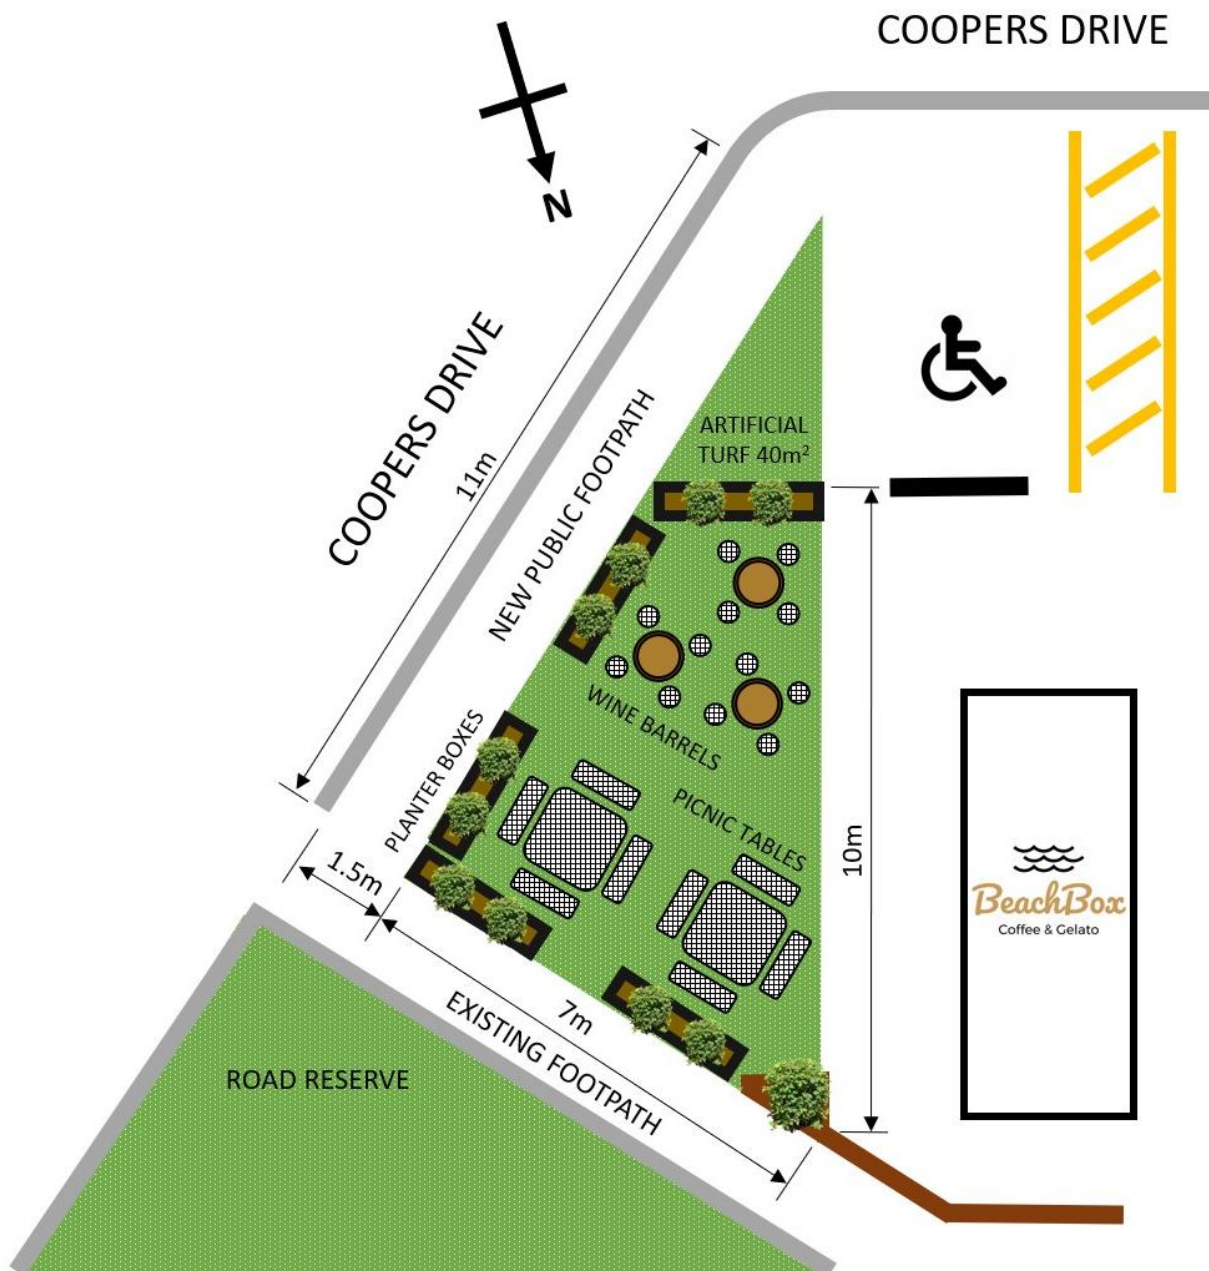 COOPERS DRIVE
N
COOPERS DRIVE
11m
NEW PUBLIC FOOTPATH
ARTIFICIAL
TURF 40m²
WINE BARRELS
PLANTER BOXES
PICNIC TABLES
10m
1.5m
BeachBox
Coffee & Gelato
7m
EXISTING FOOTPATH
ROAD RESERVE